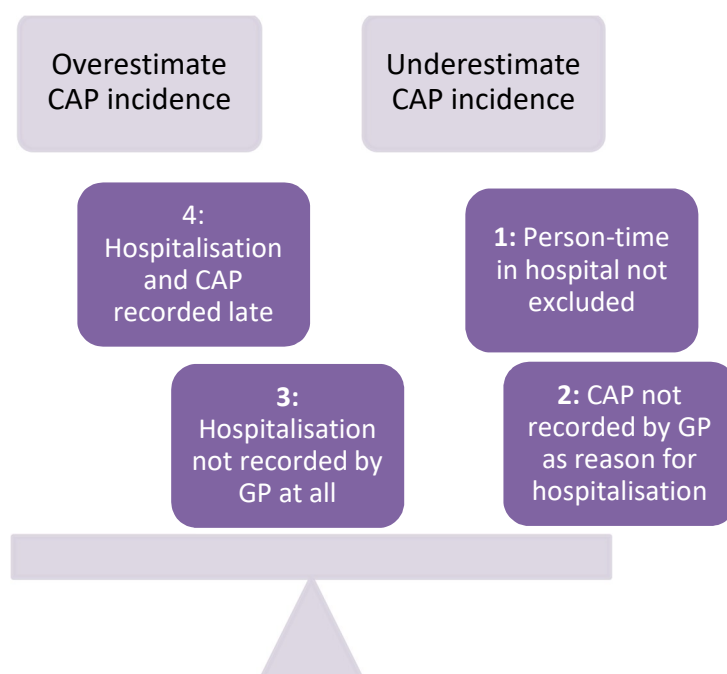 Overestimate
CAP incidence
Underestimate
CAP incidence
4:
Hospitalisation
and CAP
recorded late
1: Person-time
in hospital not
excluded
3:
Hospitalisation
not recorded by
GP at all
2: CAP not
recorded by GP
as reason for
hospitalisation